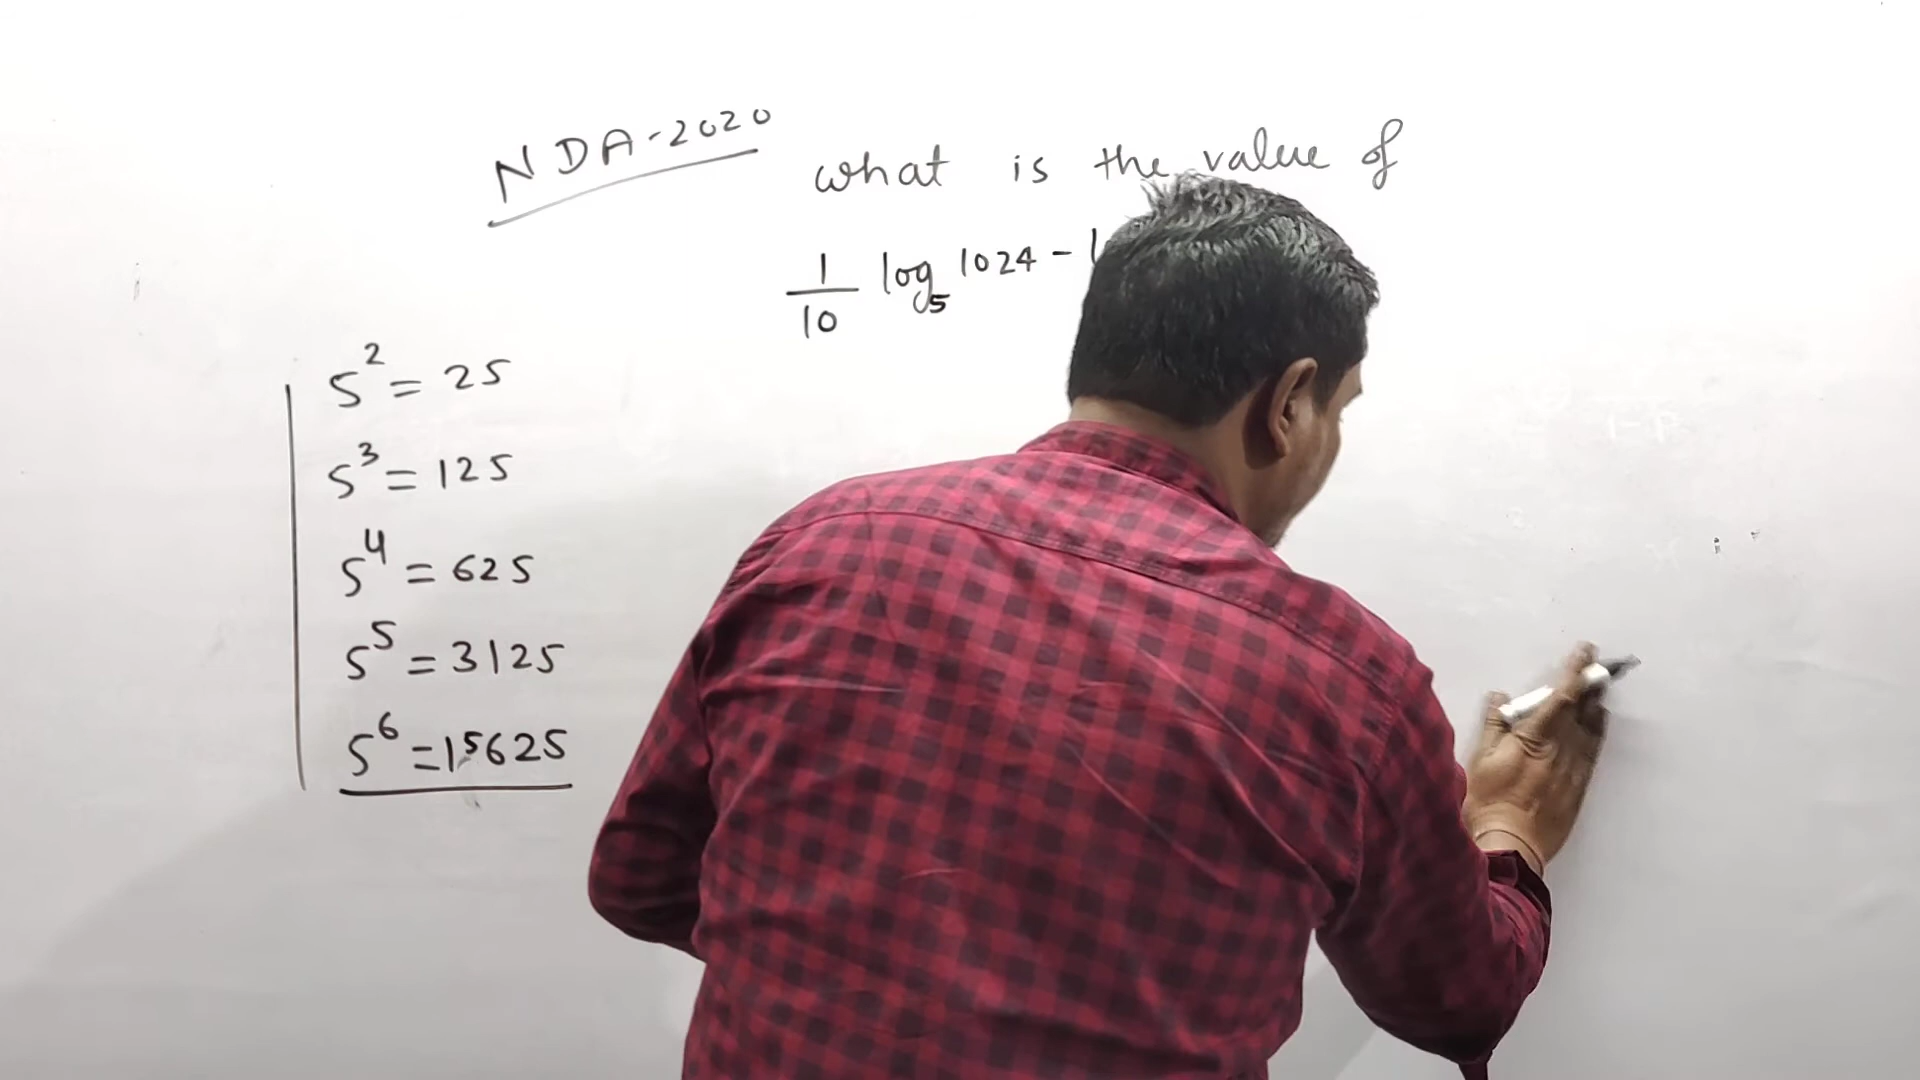 NDA-2020
what is the value of
1/10 log₅ 1024 -
5² = 25
5³ = 125
5⁴ = 625
5⁵ = 3125
5⁶ = 15625